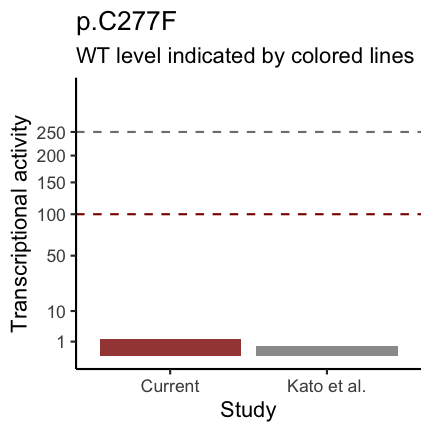 p.C277F
WT level indicated by colored lines
Transcriptional activity
250
200
150
100
50
10
1
Current
Kato et al.
Study